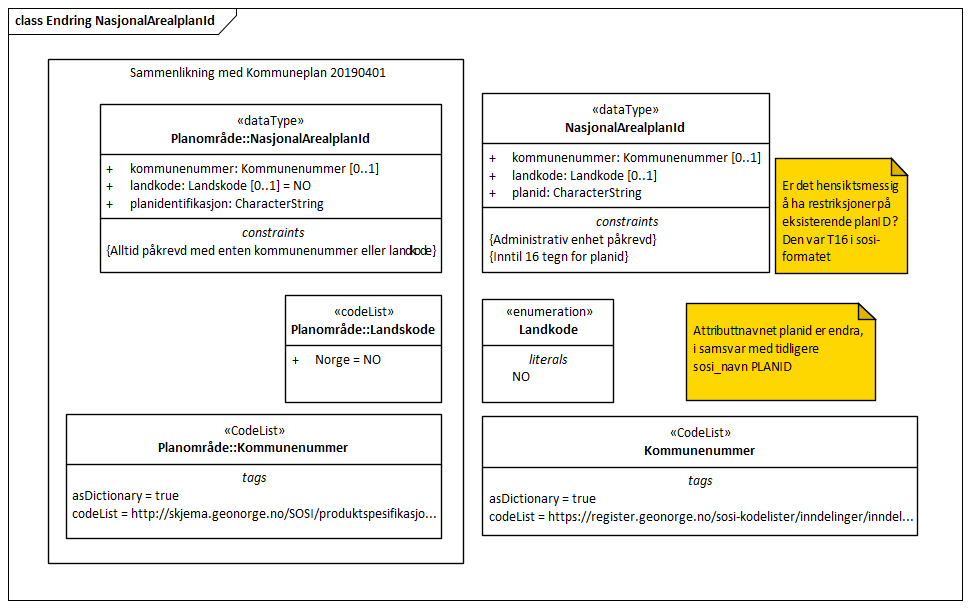 class Endring NasjonalArealplanId
Sammenlikning med Kommuneplan 20190401
«dataType»
Planområde::NasjonalArealplanId
+ kommunenummer: Kommunenummer [0..1]
+ landkode: Landskode [0..1] = NO
+ planidentifikasjon: CharacterString
constraints
{Alltid påkrevd med enten kommunenummer eller landkode}
«dataType»
NasjonalArealplanId
+ kommunenummer: Kommunenummer [0..1]
+ landkode: Landkode [0..1]
+ planid: CharacterString
constraints
{Administrativ enhet påkrevd}
{Inntil 16 tegn for planid}
Er det hensiktsmessig
å ha restriksjoner på
eksisterende planID?
Den var T16 i sosi-
formatet
«codeList»
Planområde::Landskode
+ Norge = NO
«enumeration»
Landkode
literals
NO
Attributtnavnet planid er endra,
i samsvar med tidligere
sosi_navn PLANID
«CodeList»
Planområde::Kommunenummer
tags
asDictionary = true
codeList = http://skjema.geonorge.no/SOSI/produktspesifikasjo...
«CodeList»
Kommunenummer
tags
asDictionary = true
codeList = https://register.geonorge.no/sosi-kodelister/inndelinger/inndel...